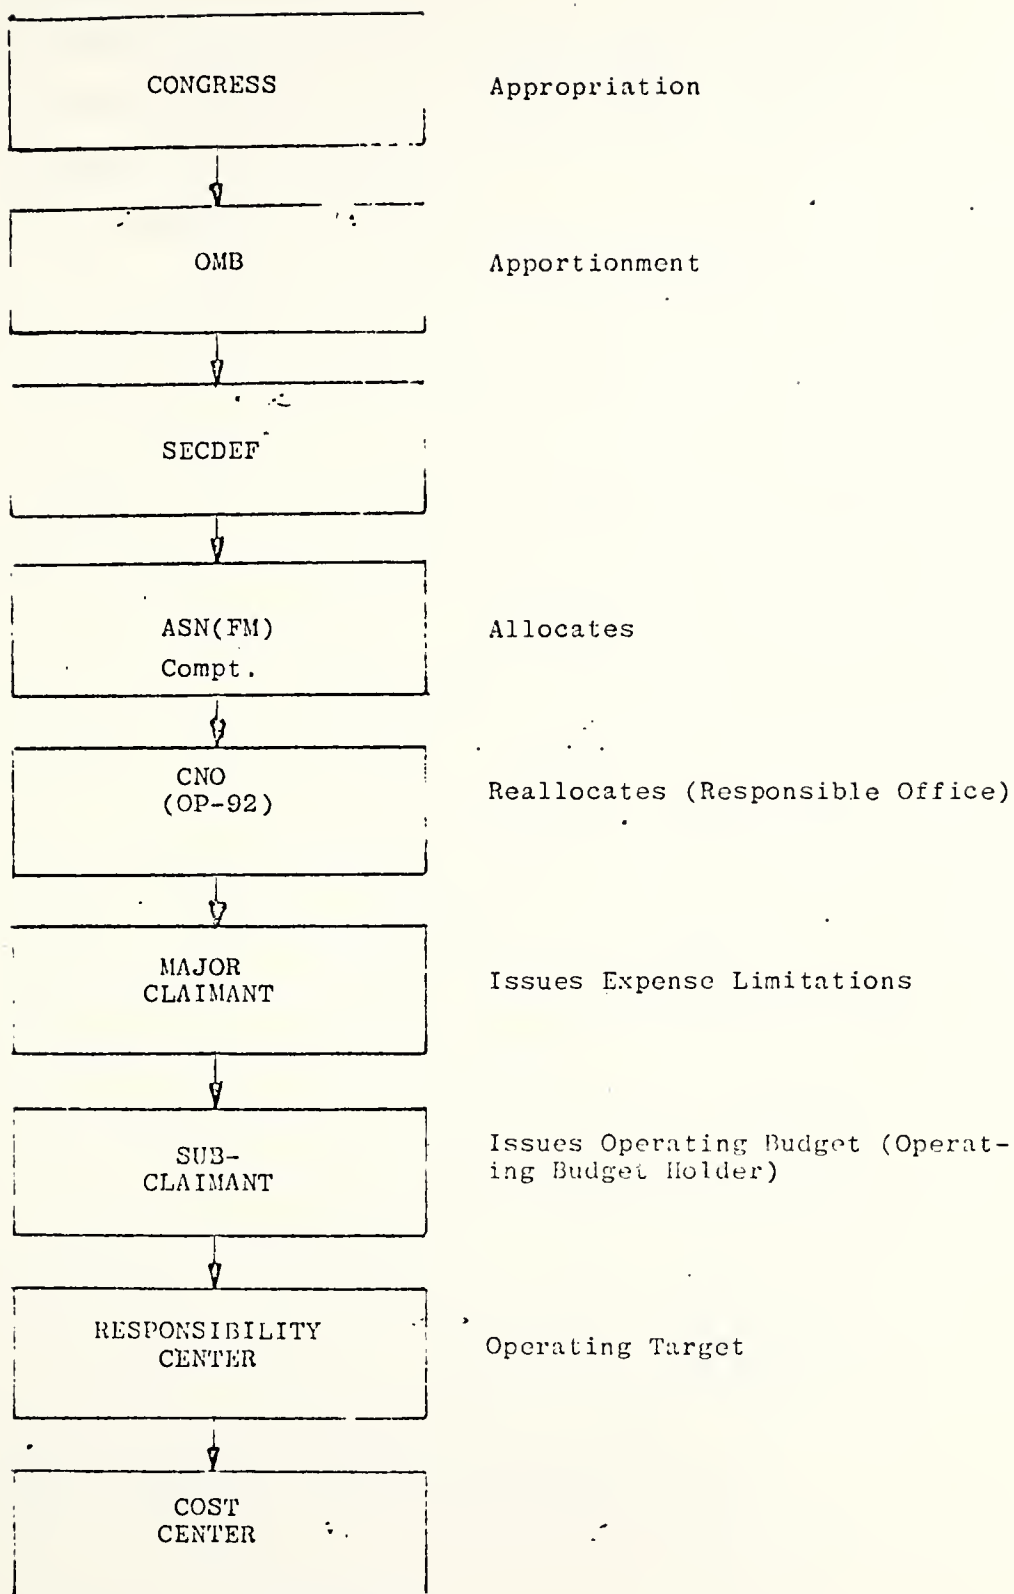 CONGRESS
Appropriation
OMB
Apportionment
SECDEF
ASN(FM)
Compt.
Allocates
CNO
(OP-92)
Reallocates (Responsible Office)
MAJOR
CLAIMANT
Issues Expense Limitations
SUB-
CLAIMANT
Issues Operating Budget (Operat-
ing Budget Holder)
RESPONSIBILITY
CENTER
Operating Target
COST
CENTER